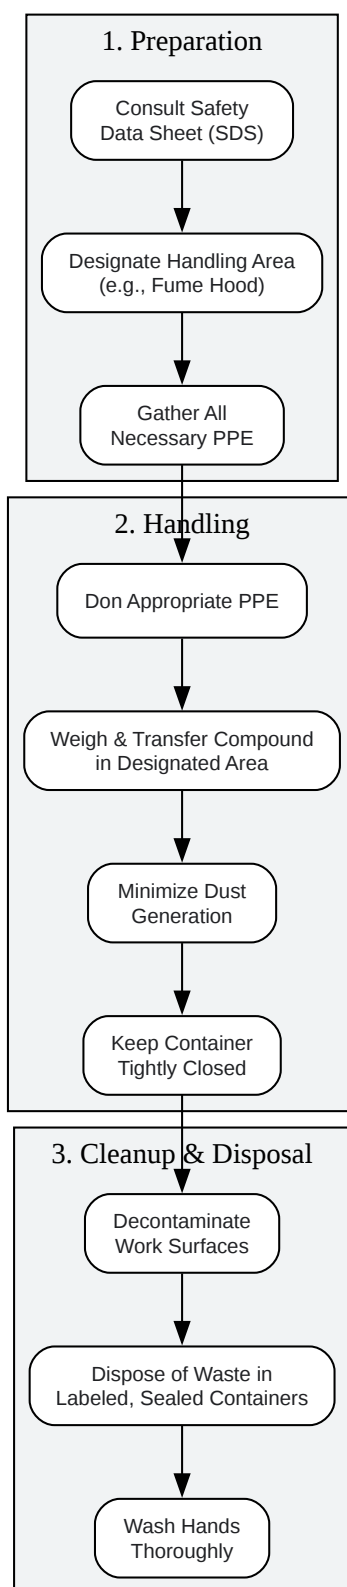 1. Preparation
Consult Safety
Data Sheet (SDS)
Designate Handling Area
(e.g., Fume Hood)
Gather All
Necessary PPE
2. Handling
Don Appropriate PPE
Weigh & Transfer Compound
in Designated Area
Minimize Dust
Generation
Keep Container
Tightly Closed
3. Cleanup & Disposal
Decontaminate
Work Surfaces
Dispose of Waste in
Labeled, Sealed Containers
Wash Hands
Thoroughly